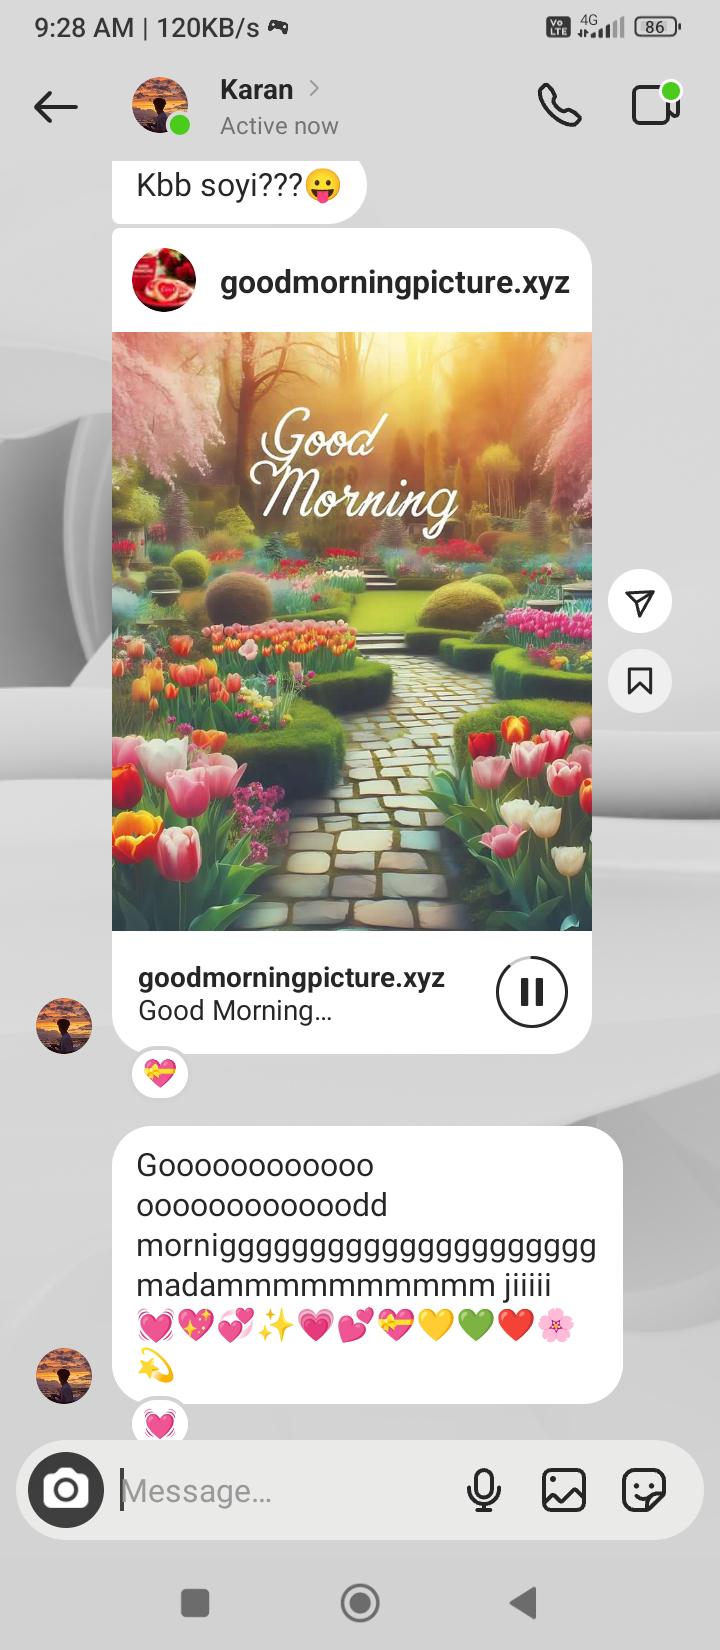 9:28 AM | 120KB/s
Vo LTE 4G 86
Karan
Active now
Kbb soyi???😛
goodmorningpicture.xyz
Good
Morning
goodmorningpicture.xyz
Good Morning...
Gooooooooooooo
ooooooooooooodd
morniggggggggggggggggggggg
madammmmmmmmmm jiiiii
💓💖💞✨💗💕💝💛💚❤️🌸
💫
Message...